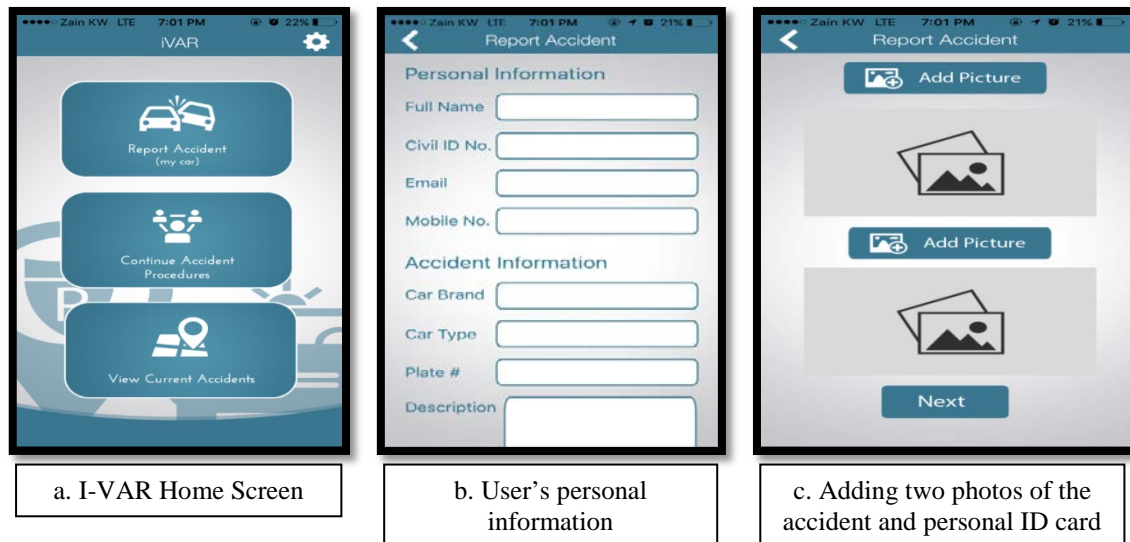 Zain KW LTE 7:01 PM 22%
iVAR
Report Accident
(my car)
Continue Accident
Procedures
P
View Current Accidents
a. I-VAR Home Screen
Zain KW LTE 7:01 PM 21%
Report Accident
Personal Information
Full Name
Civil ID No.
Email
Mobile No.
Accident Information
Car Brand
Car Type
Plate #
Description
b. User’s personal
information
Zain KW LTE 7:01 PM 21%
Report Accident
Add Picture
Add Picture
Next
c. Adding two photos of the
accident and personal ID card